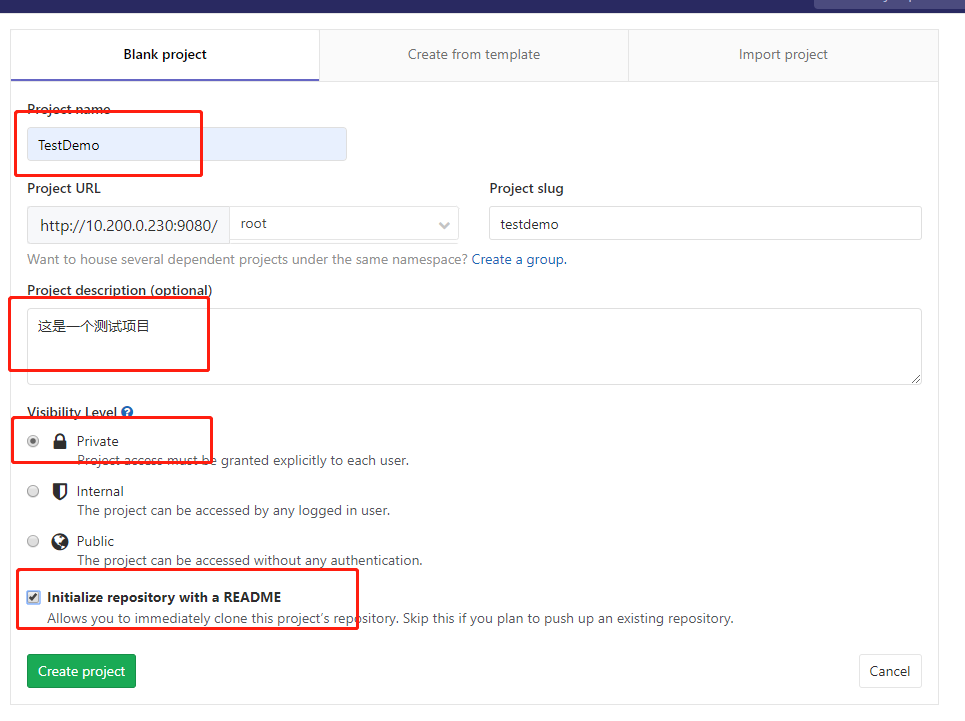 Blank project
Create from template
Import project
Project name
TestDemo
Project URL
Project slug
http://10.200.0.230:9080/
root
testdemo
Want to house several dependent projects under the same namespace? Create a group.
Project description (optional)
这是一个测试项目
Visibility Level
Private
Project access must be granted explicitly to each user.
Internal
The project can be accessed by any logged in user.
Public
The project can be accessed without any authentication.
Initialize repository with a README
Allows you to immediately clone this project's repository. Skip this if you plan to push up an existing repository.
Create project
Cancel